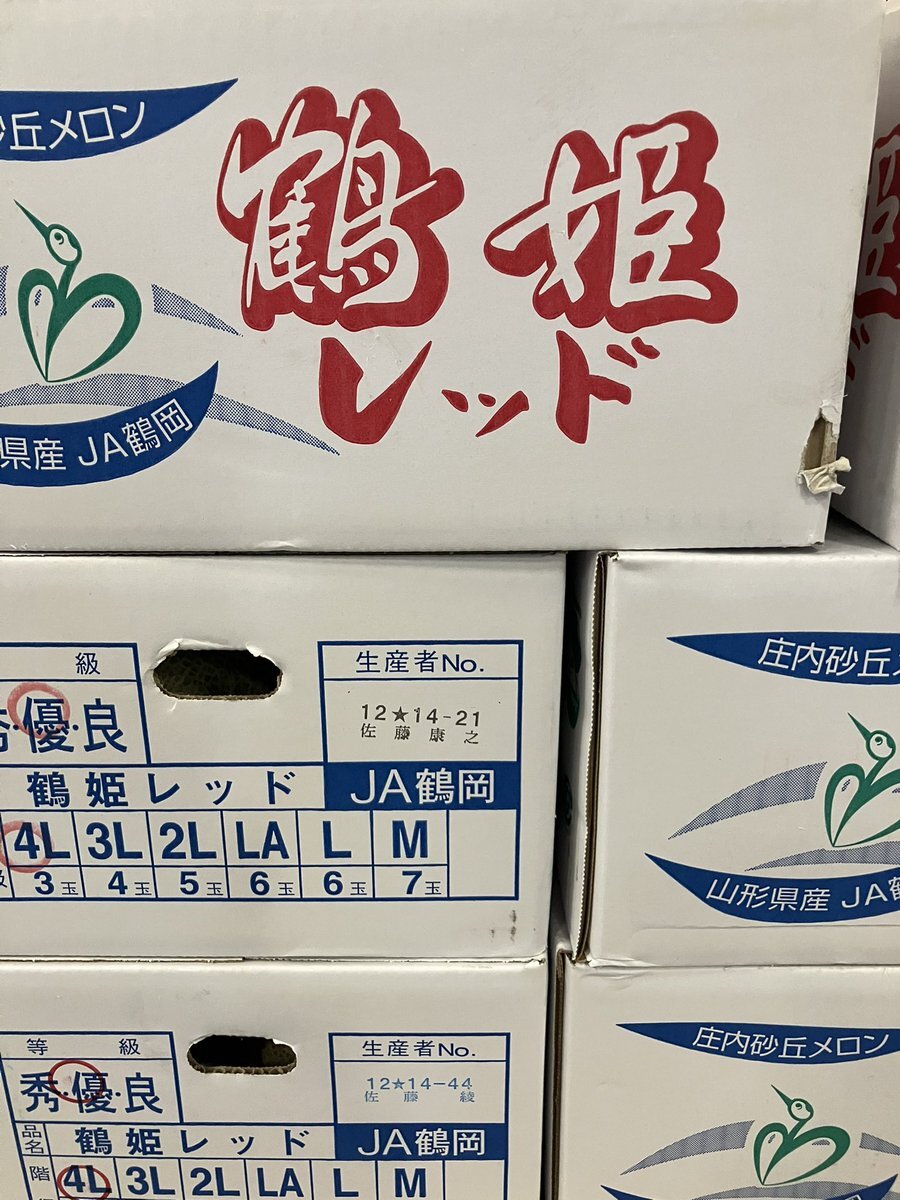 砂丘メロン
鶴姫
レッド
県産 JA鶴岡
級
秀・優・良
生産者No.
12★14-21
佐藤康之
鶴姫レッド
JA鶴岡
4L 3L 2L LA L M
級 3玉 4玉 5玉 6玉 6玉 7玉
庄内砂丘メ
山形県産 JA鶴
等級
秀・優・良
生産者No.
12★14-44
佐藤 綾
品名
鶴姫レッド
JA鶴岡
階
4L 3L 2L LA L M
庄内砂丘メロン